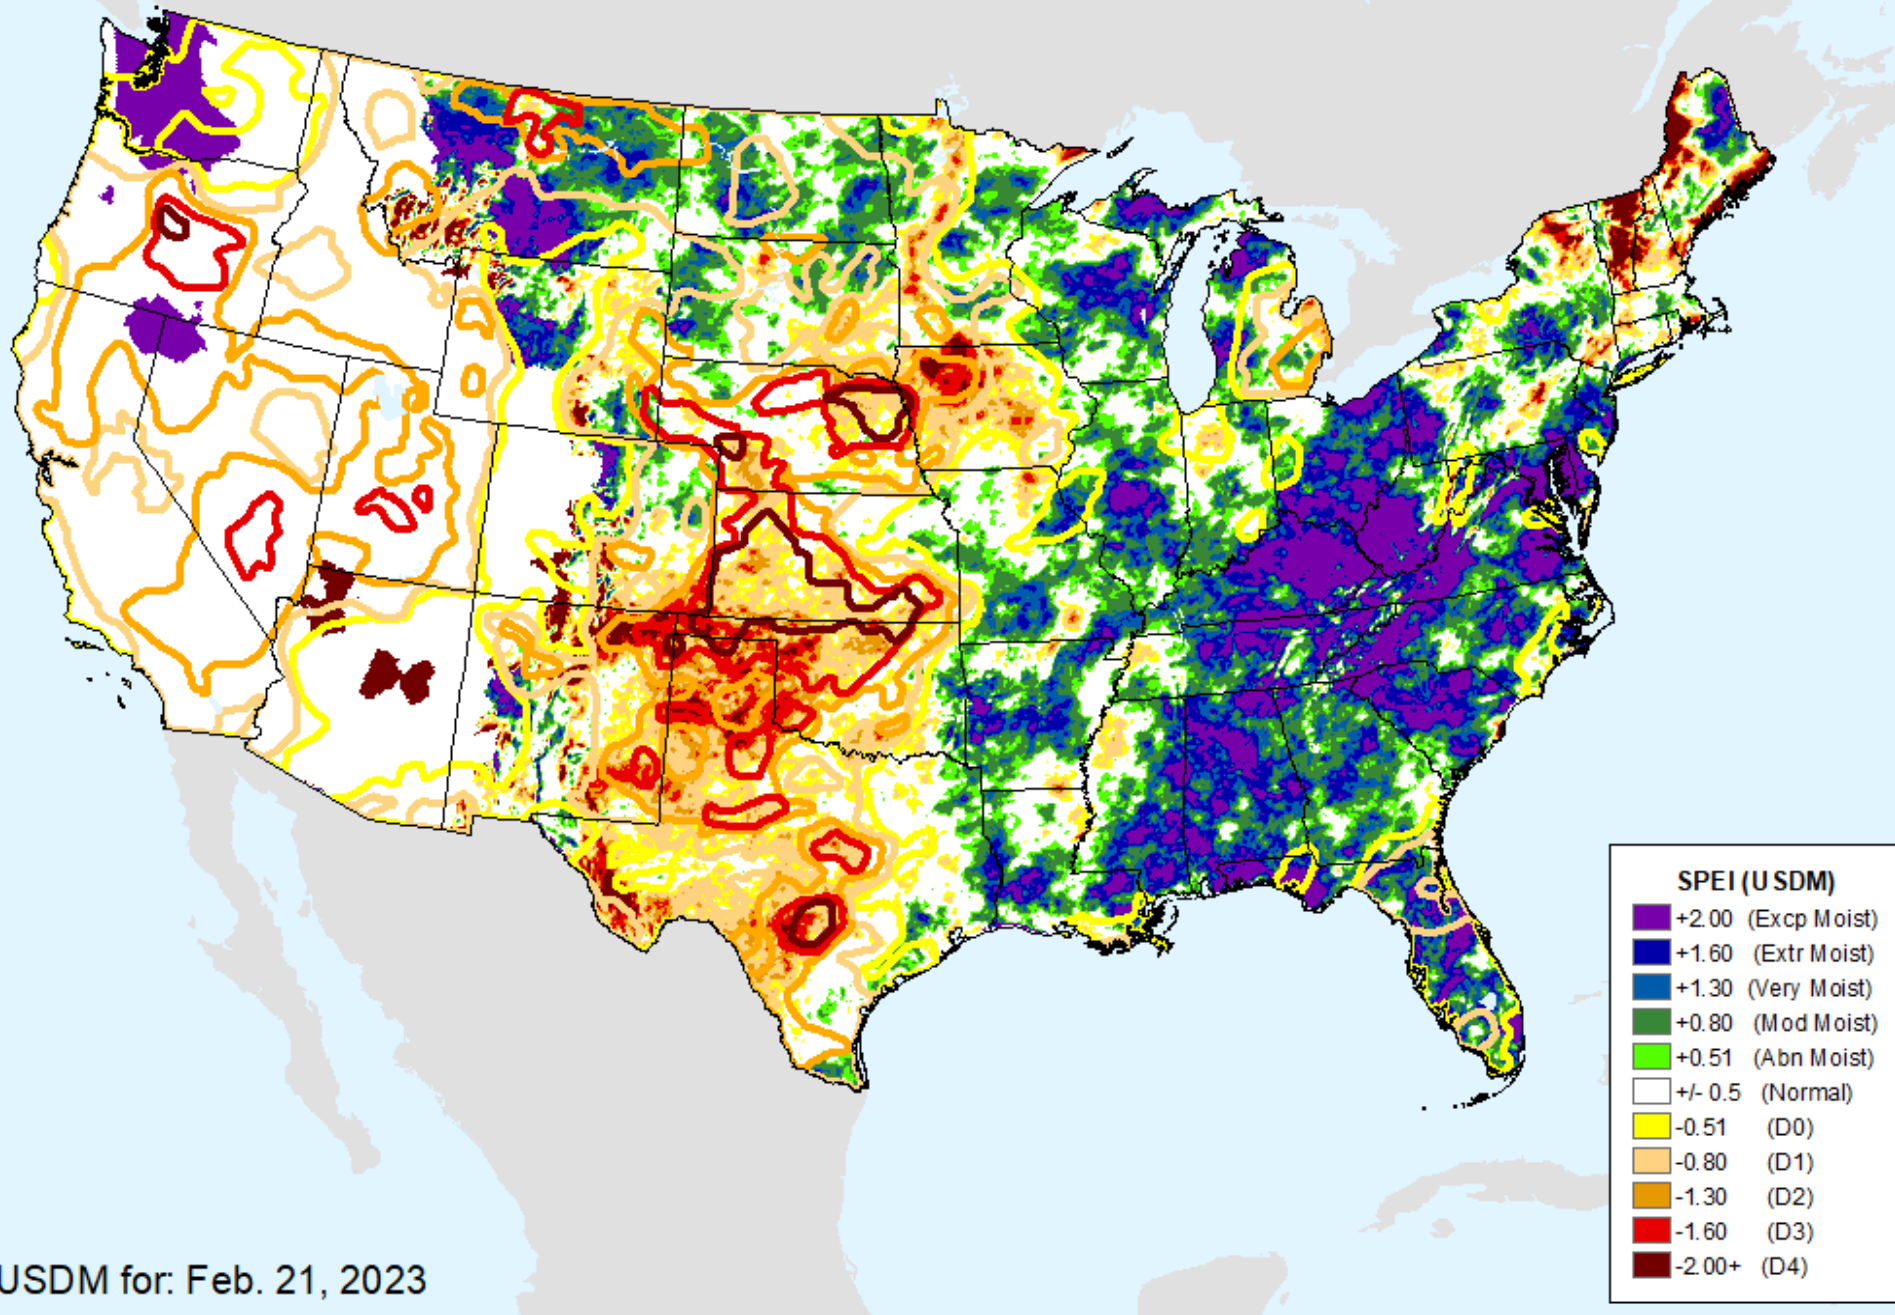 SPEI (USDM)
+2.00 (Excp Moist)
+1.60 (Extr Moist)
+1.30 (Very Moist)
+0.80 (Mod Moist)
+0.51 (Abn Moist)
+/- 0.5 (Normal)
-0.51 (D0)
-0.80 (D1)
-1.30 (D2)
-1.60 (D3)
-2.00+ (D4)
USDM for: Feb. 21, 2023